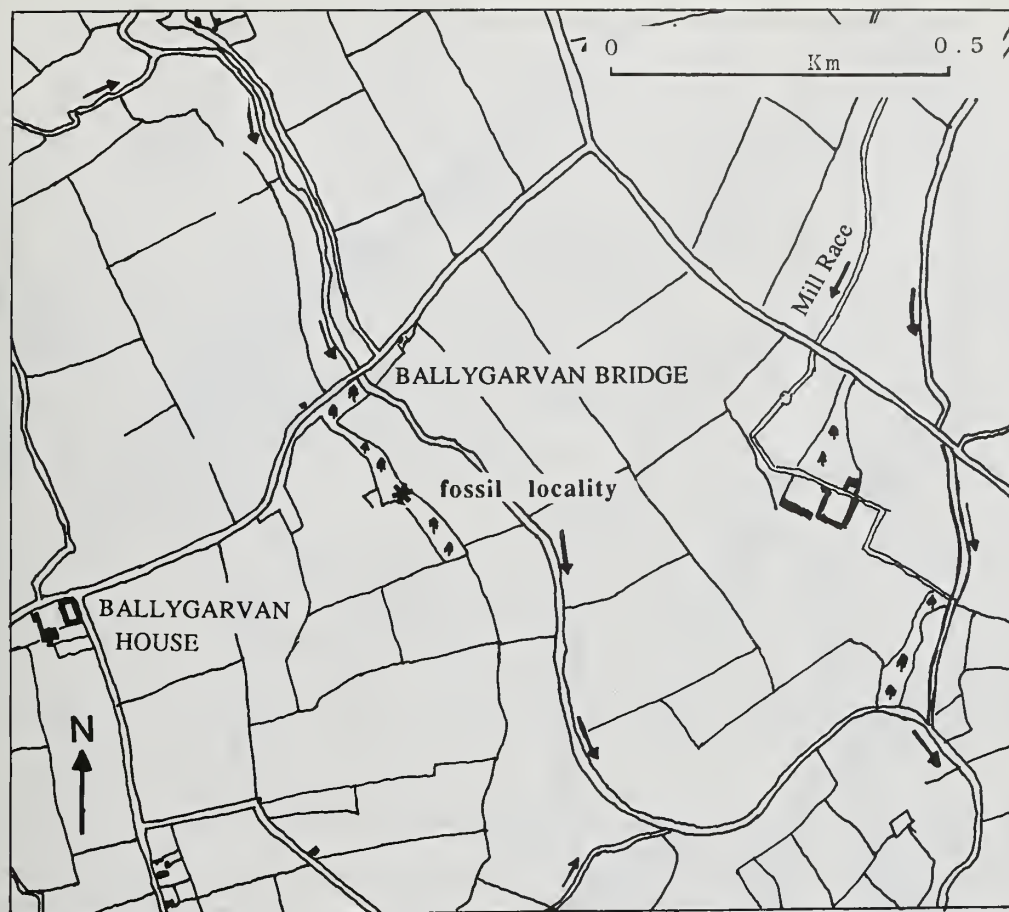 0 0.5
Km
Mill Race
BALLYGARVAN BRIDGE
fossil locality
BALLYGARVAN
HOUSE
N